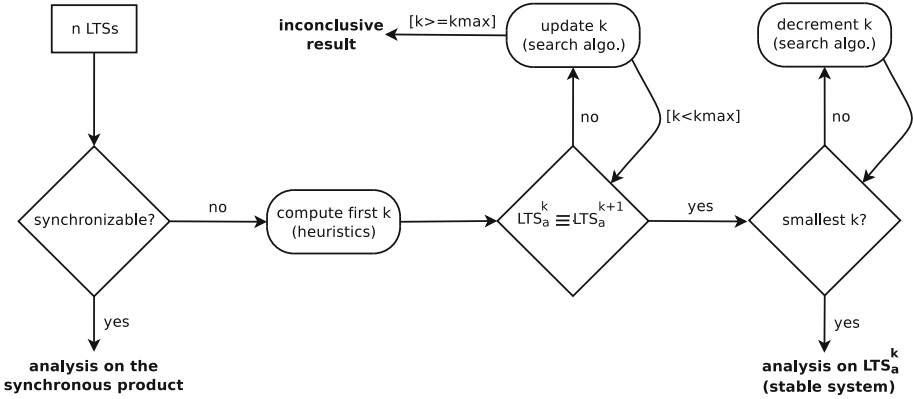 n LTSs
inconclusive
result
[k>=kmax]
update k
(search algo.)
decrement k
(search algo.)
no
[k<kmax]
no
synchronizable?
no
compute first k
(heuristics)
LTS_a^k ≡ LTS_a^{k+1}
yes
smallest k?
yes
yes
analysis on the
synchronous product
analysis on LTS_a^k
(stable system)